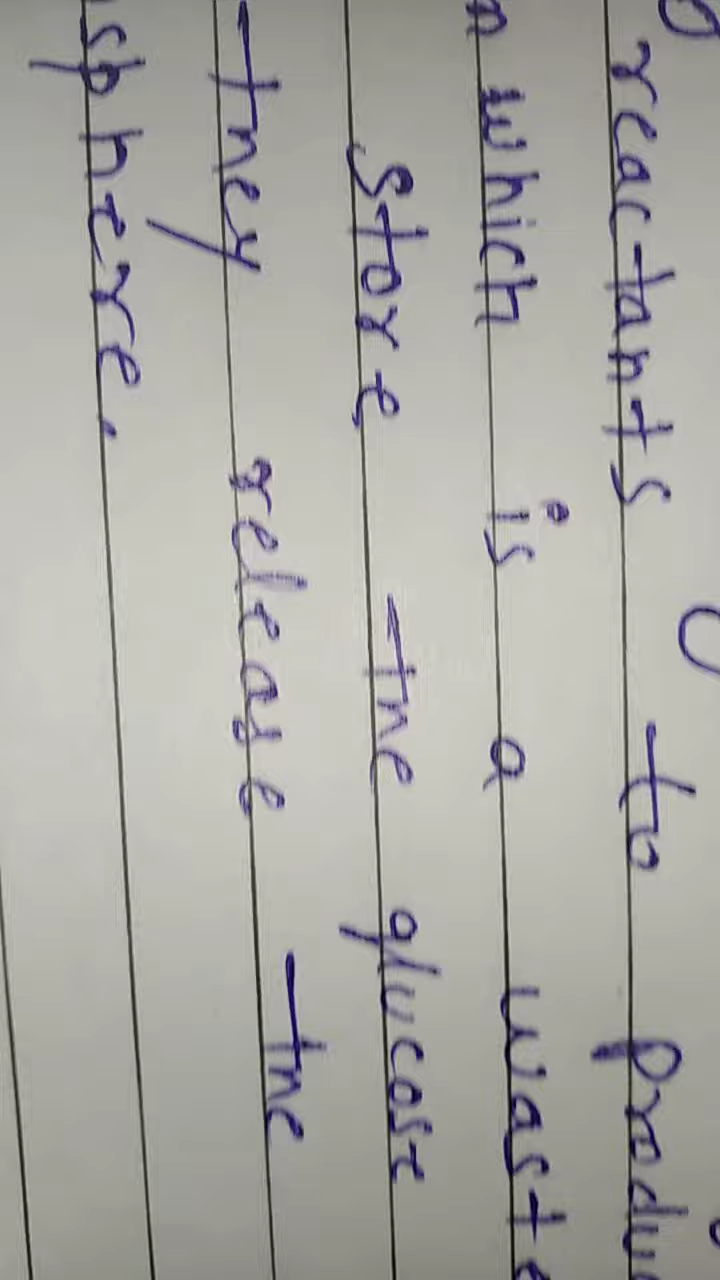 reactants to produ
n which is a waste
store the glucose
they release the
sphere.